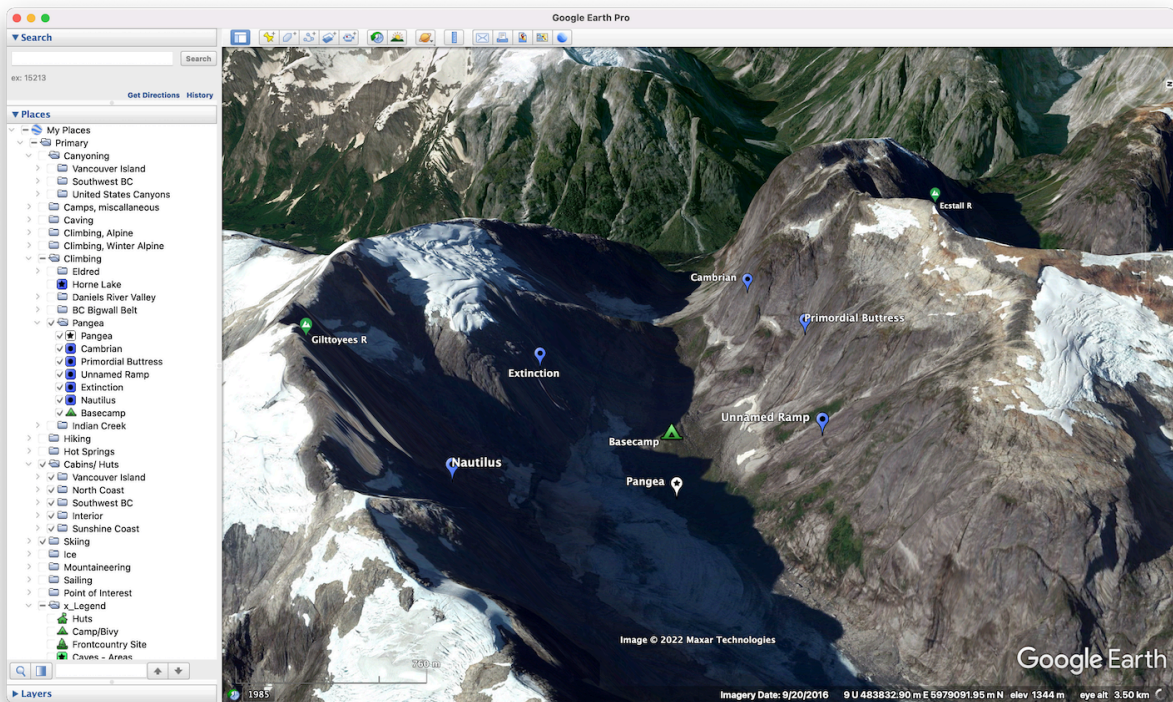 Google Earth Pro
Search
Search
ex: 15213
Get Directions History
Places
My Places
Primary
Canyoning
Vancouver Island
Southwest BC
United States Canyons
Camps, miscellaneous
Caving
Climbing, Alpine
Climbing, Winter Alpine
Climbing
Eldred
Horne Lake
Daniels River Valley
BC Bigwall Belt
Pangea
Pangea
Cambrian
Primordial Buttress
Unnamed Ramp
Extinction
Nautilus
Basecamp
Indian Creek
Hiking
Hot Springs
Cabins/ Huts
Vancouver Island
North Coast
Southwest BC
Interior
Sunshine Coast
Skiing
Ice
Mountaineering
Sailing
Point of Interest
x_Legend
Huts
Camp/Bivy
Frontcountry Site
Caves - Areas
Layers
N
Ecstall R
Cambrian
Primordial Buttress
Gilttoyees R
Extinction
Unnamed Ramp
Basecamp
Nautilus
Pangea
Image © 2022 Maxar Technologies
Google Earth
760 m
1985
Imagery Date: 9/20/2016 9 U 483832.90 m E 5979091.95 m N elev 1344 m eye alt 3.50 km